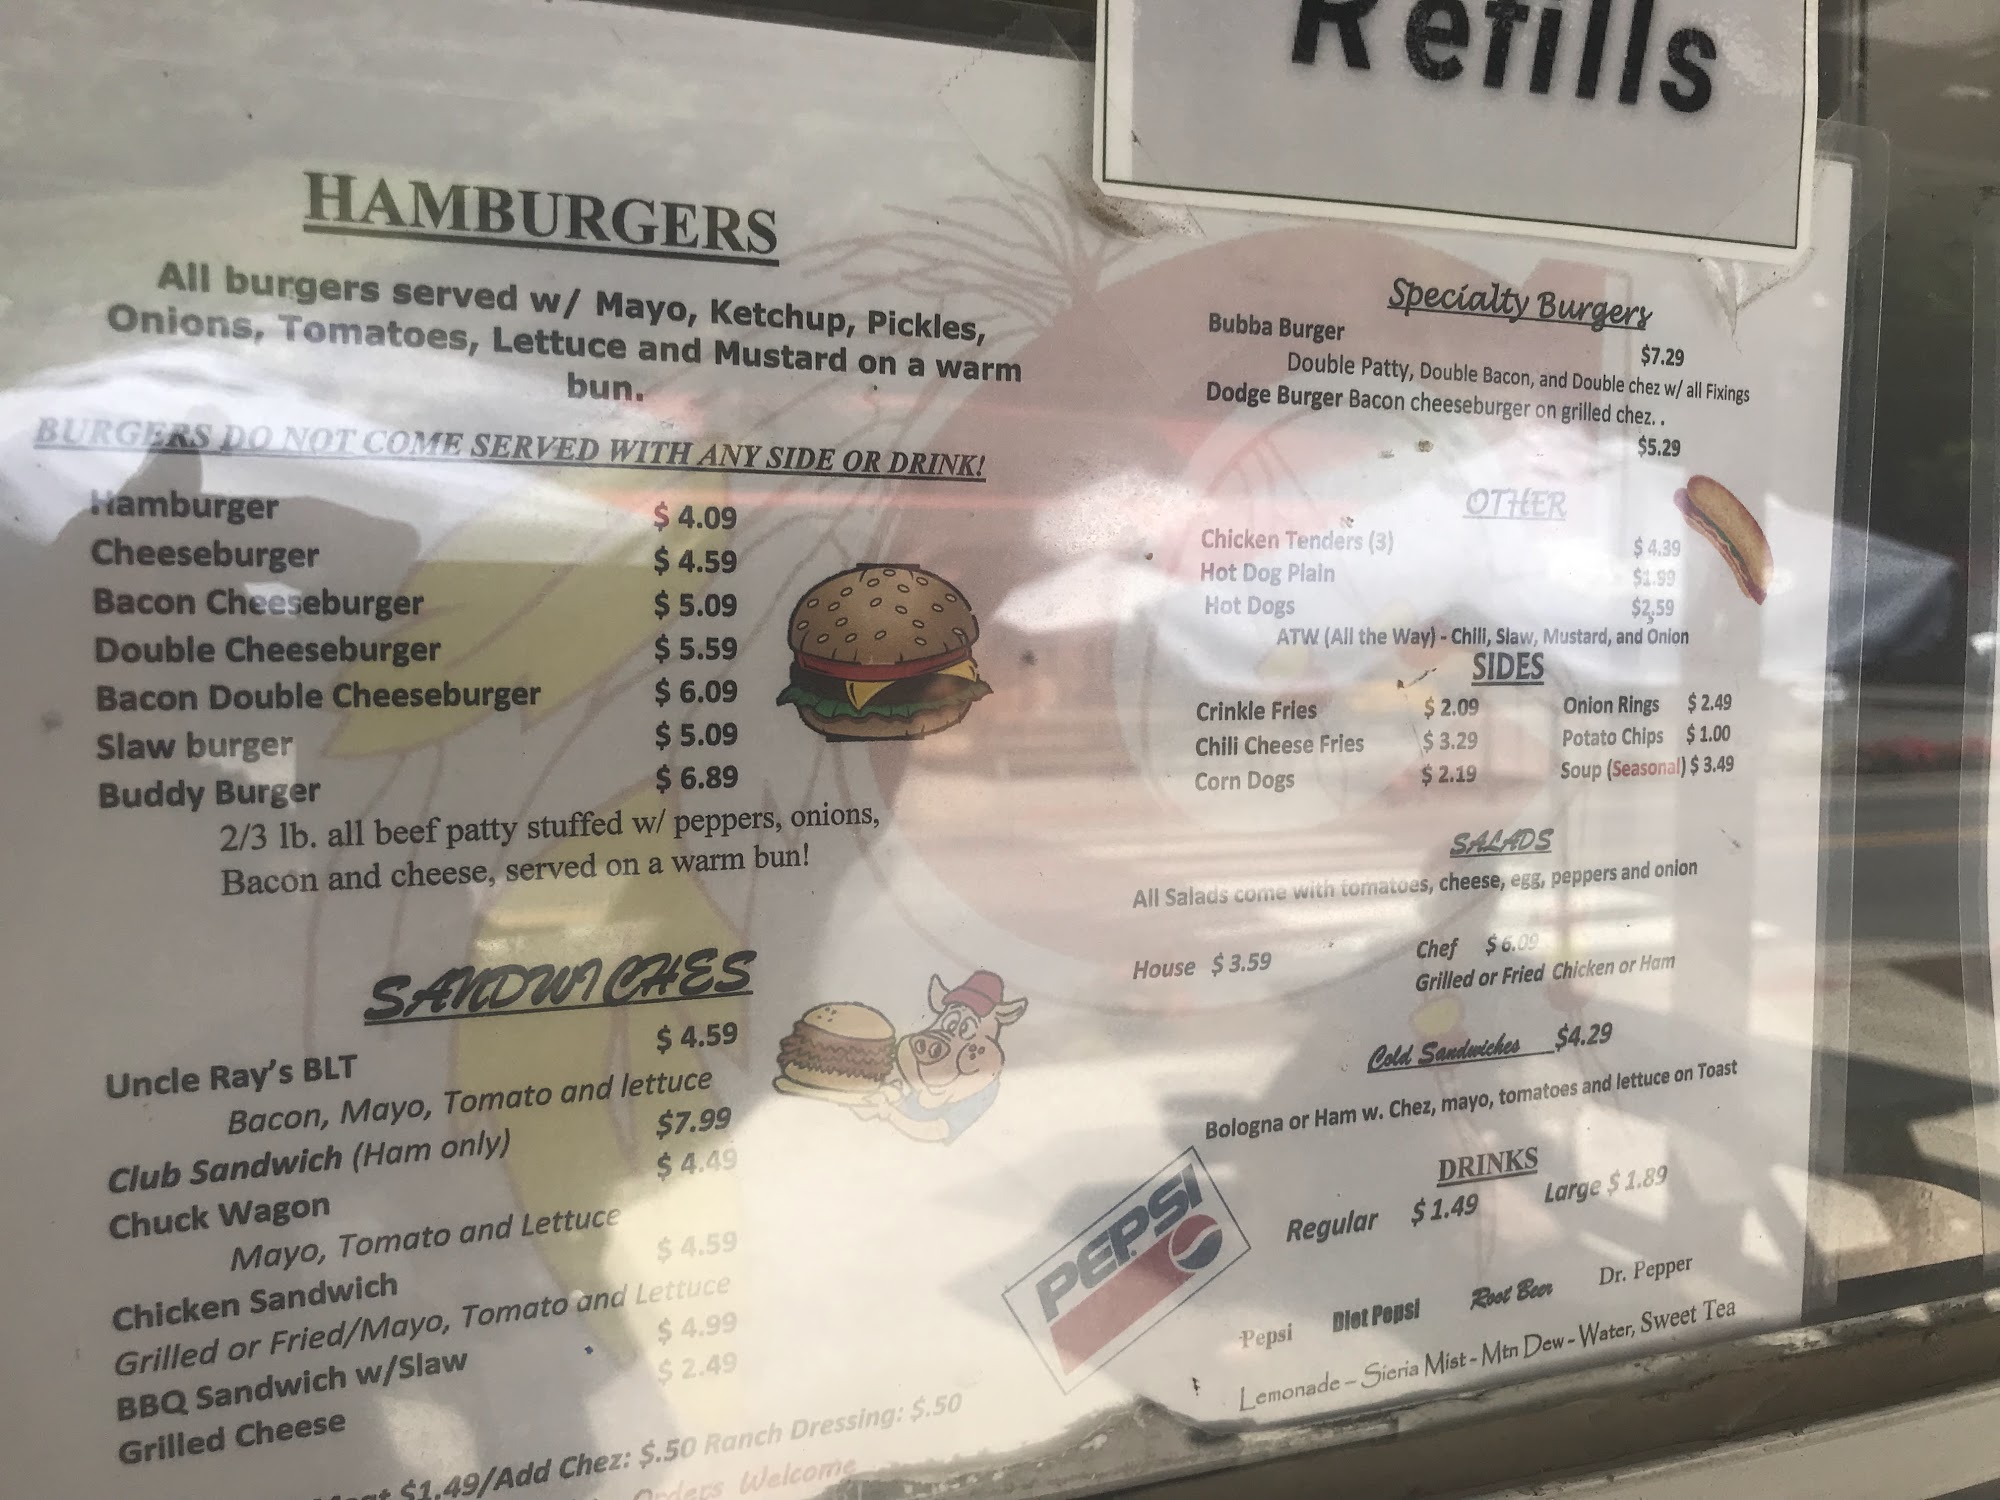 Refills
HAMBURGERS
All burgers served w/ Mayo, Ketchup, Pickles,
Onions, Tomatoes, Lettuce and Mustard on a warm
bun.
BURGERS DO NOT COME SERVED WITH ANY SIDE OR DRINK!
Hamburger $ 4.09
Cheeseburger $ 4.59
Bacon Cheeseburger $ 5.09
Double Cheeseburger $ 5.59
Bacon Double Cheeseburger $ 6.09
Slaw burger $ 5.09
Buddy Burger $ 6.89
2/3 lb. all beef patty stuffed w/ peppers, onions,
Bacon and cheese, served on a warm bun!
SANDWICHES
Uncle Ray's BLT $ 4.59
Bacon, Mayo, Tomato and lettuce
Club Sandwich (Ham only) $7.99
Chuck Wagon $ 4.49
Mayo, Tomato and Lettuce
Chicken Sandwich $ 4.59
Grilled or Fried/Mayo, Tomato and Lettuce
BBQ Sandwich w/Slaw $ 4.99
Grilled Cheese $ 2.49
$1.49/Add Chez: $.50 Ranch Dressing: $.50
Orders Welcome
Specialty Burgers
Bubba Burger $7.29
Double Patty, Double Bacon, and Double chez w/ all Fixings
Dodge Burger Bacon cheeseburger on grilled chez. .
$5.29
OTHER
Chicken Tenders (3) $ 4.39
Hot Dog Plain $1.99
Hot Dogs $2.59
ATW (All the Way) - Chili, Slaw, Mustard, and Onion
SIDES
Crinkle Fries $ 2.09 Onion Rings $ 2.49
Chili Cheese Fries $ 3.29 Potato Chips $ 1.00
Corn Dogs $ 2.19 Soup (Seasonal) $ 3.49
SALADS
All Salads come with tomatoes, cheese, egg, peppers and onion
House $ 3.59 Chef $ 6.09
Grilled or Fried Chicken or Ham
Cold Sandwiches $4.29
Bologna or Ham w. Chez, mayo, tomatoes and lettuce on Toast
DRINKS
Regular $ 1.49 Large $ 1.89
PEPSI
Pepsi Diet Pepsi Root Beer Dr. Pepper
Lemonade – Sieria Mist - Mtn Dew - Water, Sweet Tea